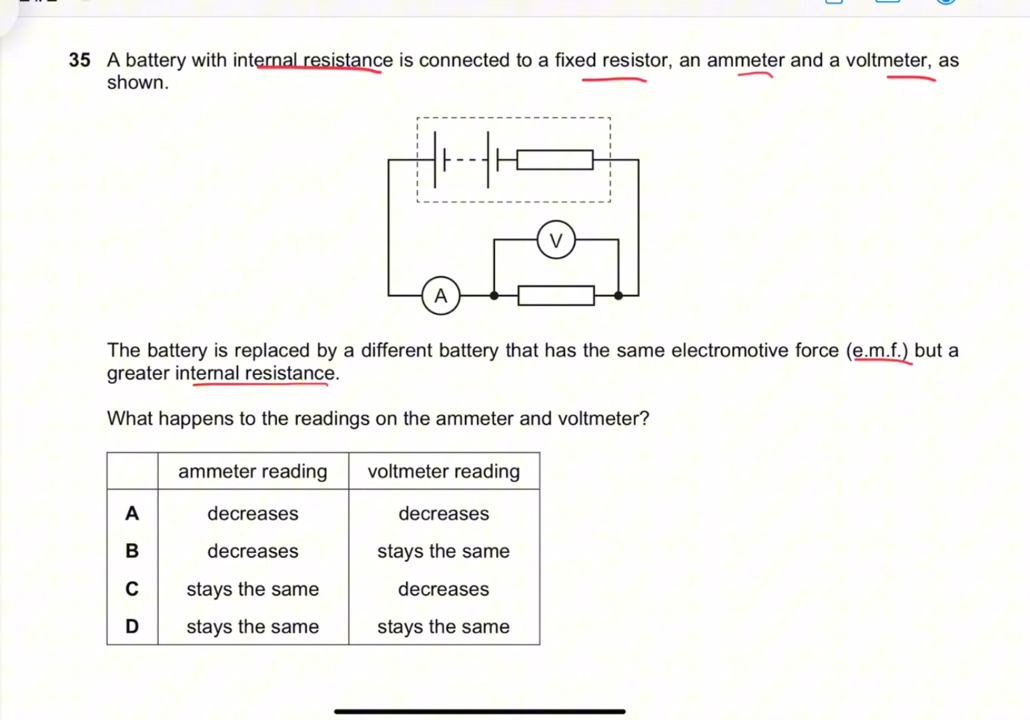 35 A battery with internal resistance is connected to a fixed resistor, an ammeter and a voltmeter, as
shown.
V
A
The battery is replaced by a different battery that has the same electromotive force (e.m.f.) but a
greater internal resistance.
What happens to the readings on the ammeter and voltmeter?
ammeter reading voltmeter reading
A decreases decreases
B decreases stays the same
C stays the same decreases
D stays the same stays the same